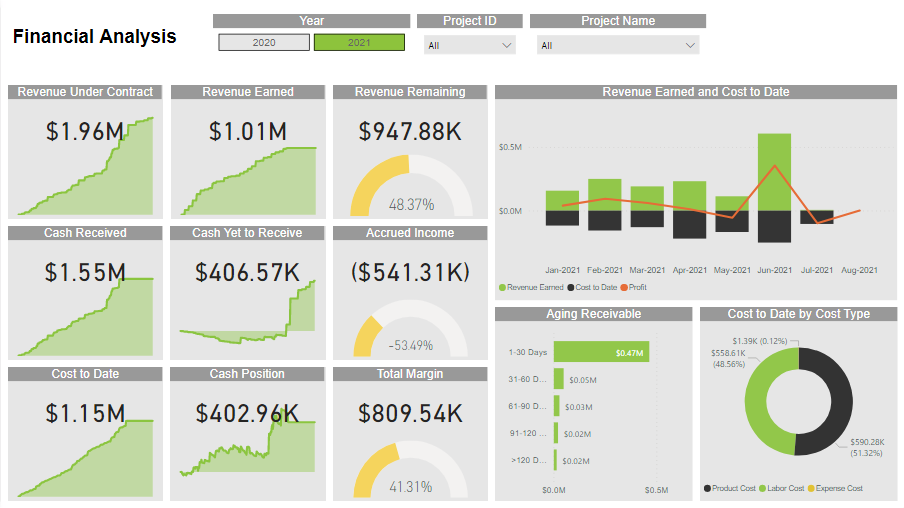 Financial Analysis
Year
2020
2021
Project ID
All
Project Name
All
Revenue Under Contract
$1.96M
Revenue Earned
$1.01M
Revenue Remaining
$947.88K
48.37%
Cash Received
$1.55M
Cash Yet to Receive
$406.57K
Accrued Income
($541.31K)
-53.49%
Cost to Date
$1.15M
Cash Position
$402.96K
Total Margin
$809.54K
41.31%
Revenue Earned and Cost to Date
$0.5M
$0.0M
Jan-2021 Feb-2021 Mar-2021 Apr-2021 May-2021 Jun-2021 Jul-2021 Aug-2021
Revenue Earned Cost to Date Profit
Aging Receivable
1-30 Days $0.47M
31-60 D... $0.05M
61-90 D... $0.03M
91-120 ... $0.02M
>120 D... $0.02M
$0.0M $0.5M
Cost to Date by Cost Type
$1.39K (0.12%)
$558.61K
(48.56%)
$590.28K
(51.32%)
Product Cost Labor Cost Expense Cost